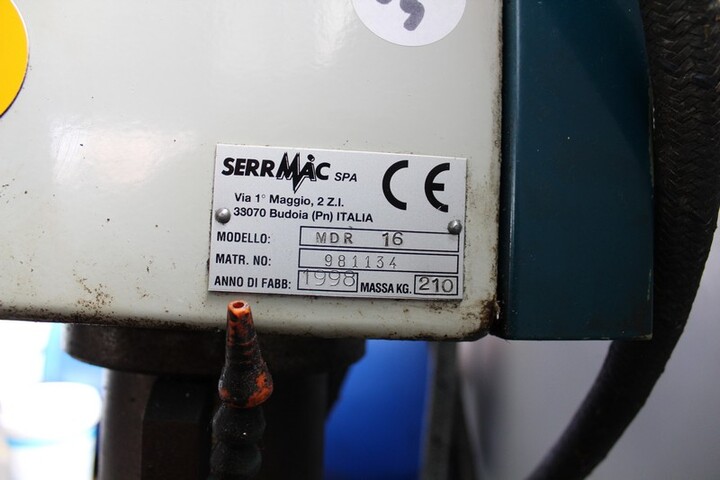 SERRMAC SPA
CE
Via 1° Maggio, 2 Z.I.
33070 Budoia (Pn) ITALIA
MODELLO: MDR 16
MATR. NO: 981134
ANNO DI FABB: 1998 MASSA KG. 210